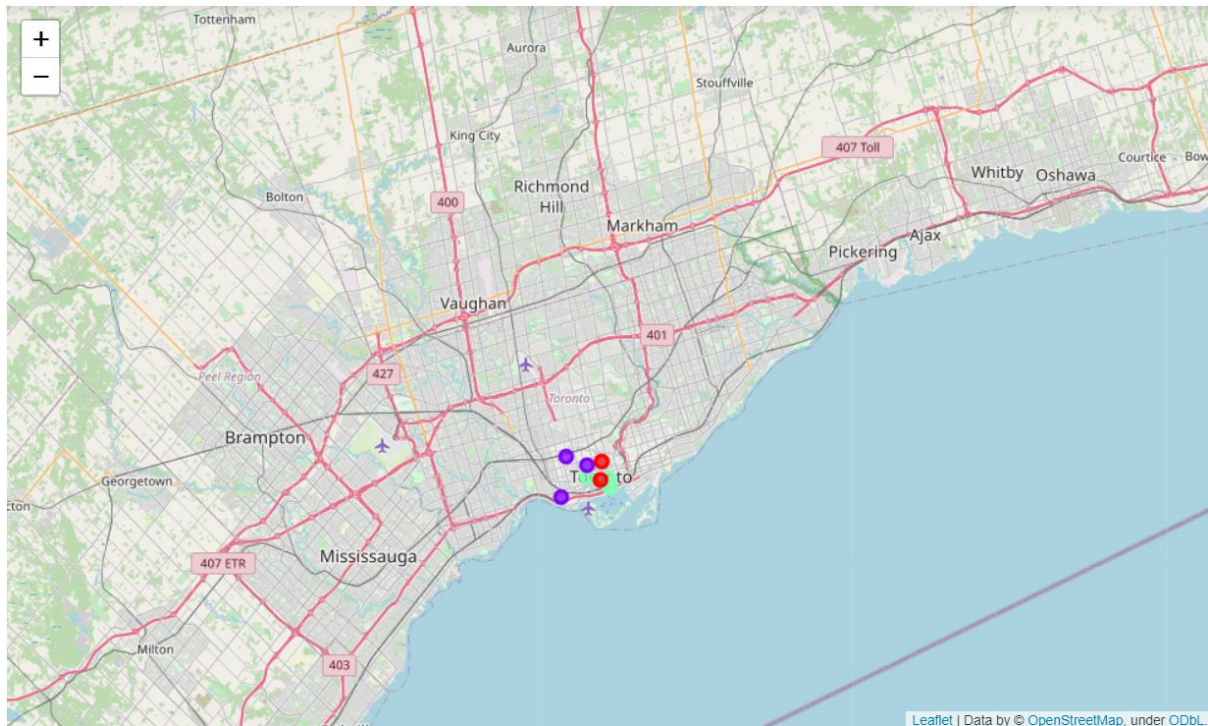 +
Tottenham
Aurora
−
Stouffville
King City
407 Toll
Courtice
Whitby
Oshawa
Richmond
Hill
Bolton
400
Markham
Ajax
Pickering
Vaughan
401
427
Peel Region
Toronto
Brampton
Georgetown
Mississauga
407 ETR
Milton
403
Leaflet | Data by © OpenStreetMap, under ODbL.